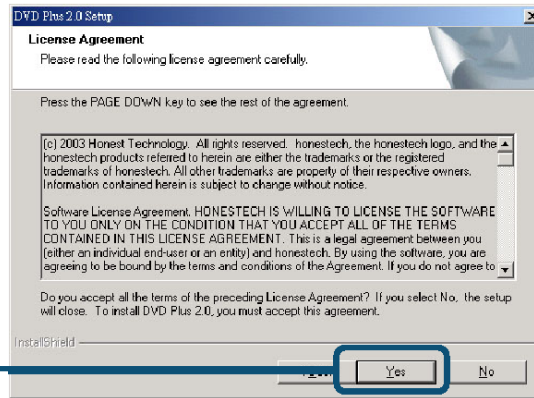 DVD Plus 2.0 Setup
License Agreement
Please read the following license agreement carefully.
Press the PAGE DOWN key to see the rest of the agreement.
(c) 2003 Honest Technology. All rights reserved. honestech, the honestech logo, and the
honestech products referred to herein are either the trademarks or the registered
trademarks of honestech. All other trademarks are property of their respective owners.
Information contained herein is subject to change without notice.
Software License Agreement. HONESTECH IS WILLING TO LICENSE THE SOFTWARE
TO YOU ONLY ON THE CONDITION THAT YOU ACCEPT ALL OF THE TERMS
CONTAINED IN THIS LICENSE AGREEMENT. This is a legal agreement between you
(either an individual end-user or an entity) and honestech. By using the software, you are
agreeing to be bound by the terms and conditions of the Agreement. If you do not agree to
Do you accept all the terms of the preceding License Agreement? If you select No, the setup
will close. To install DVD Plus 2.0, you must accept this agreement.
InstallShield
Yes
No